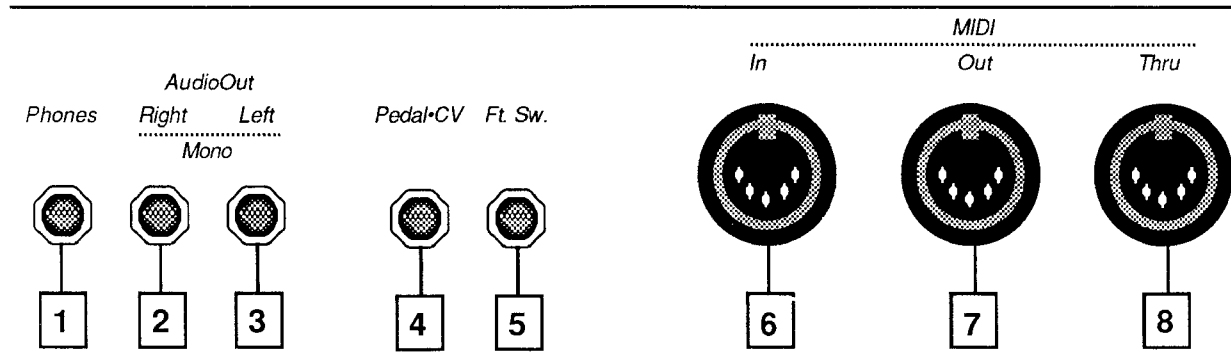 MIDI
In Out Thru
AudioOut
Phones Right Left Pedal•CV Ft. Sw.
Mono
1 2 3 4 5 6 7 8